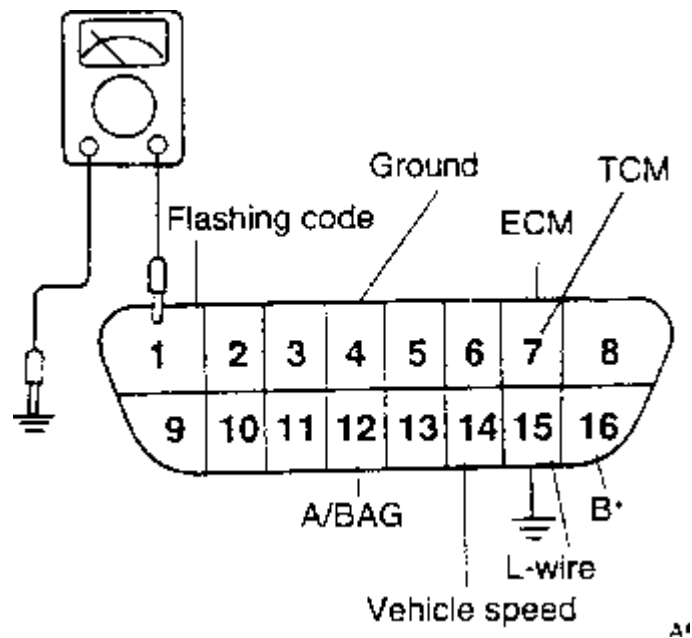 Ground
TCM
Flashing code
ECM
1 2 3 4 5 6 7 8
9 10 11 12 13 14 15 16
A/BAG
B+
L-wire
Vehicle speed